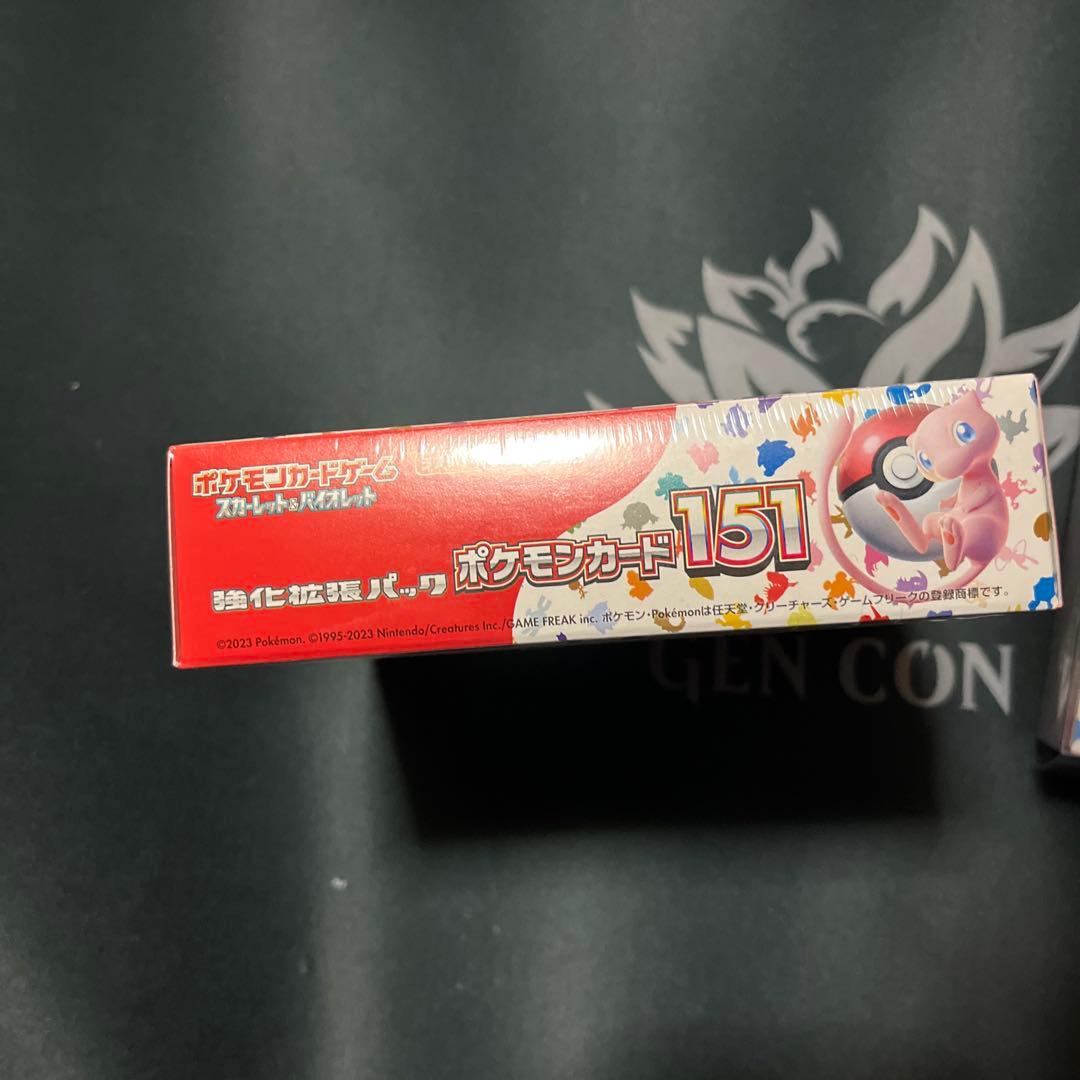 ポケモンカードゲーム
スカーレット&バイオレット
強化拡張パック ポケモンカード151
©2023 Pokémon. ©1995-2023 Nintendo/Creatures Inc./GAME FREAK inc. ポケモン・Pokémonは任天堂・クリーチャーズ・ゲームフリークの登録商標です。
GEN CON